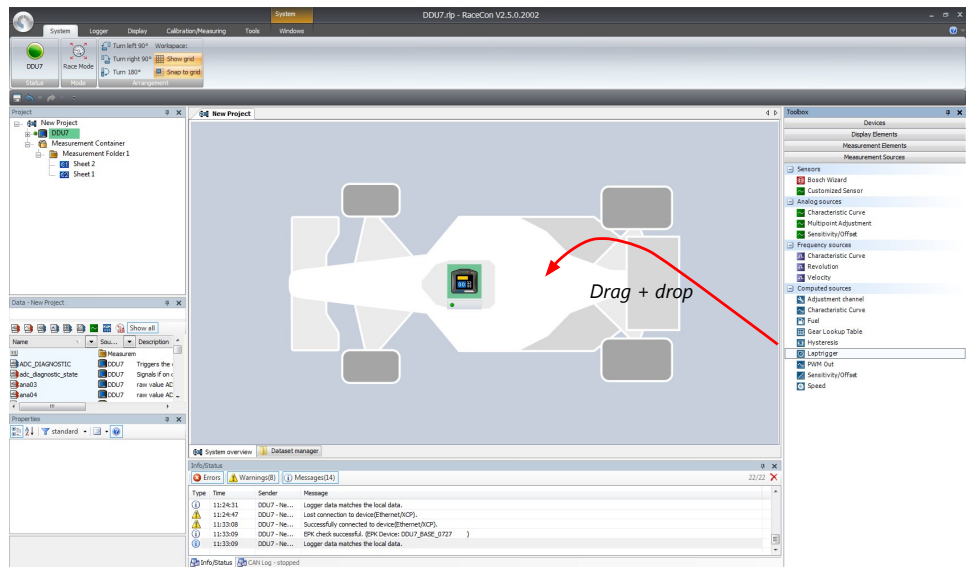 System
DDU7.rlp - RaceCon V2.5.0.2002
System Logger Display Calibration/Measuring Tools Windows
DDU7
Race Mode
Turn left 90°
Turn right 90°
Turn 180°
Workspace:
Show grid
Snap to grid
Status Mode Arrangement
Project
New Project
DDU7
Measurement Container
Measurement Folder 1
Sheet 2
Sheet 1
Data - New Project
Show all
Name Sou... Description
Measurem
ADC_DIAGNOSTIC DDU7 Triggers the
adc_diagnostic_state DDU7 Signals if on
ana03 DDU7 raw value AD
ana04 DDU7 raw value AC
Properties
standard
New Project
Drag + drop
System overview Dataset manager
Info/Status
Errors Warnings(8) Messages(14) 22/22
Type Time Sender Message
11:24:31 DDU7 - Ne... Logger data matches the local data.
11:24:47 DDU7 - Ne... Lost connection to device(Ethernet/XCP).
11:33:08 DDU7 - Ne... Successfully connected to device(Ethernet/XCP).
11:33:09 DDU7 - Ne... EPK check successful. (EPK Device: DDU7_BASE_0727 )
11:33:09 DDU7 - Ne... Logger data matches the local data.
Info/Status CAN Log - stopped
Toolbox
Devices
Display Elements
Measurement Elements
Measurement Sources
Sensors
Bosch Wizard
Customized Sensor
Analog sources
Characteristic Curve
Multipoint Adjustment
Sensitivity/Offset
Frequency sources
Characteristic Curve
Revolution
Velocity
Computed sources
Adjustment channel
Characteristic Curve
Fuel
Gear Lookup Table
Hysteresis
Laptrigger
PWM Out
Sensitivity/Offset
Speed